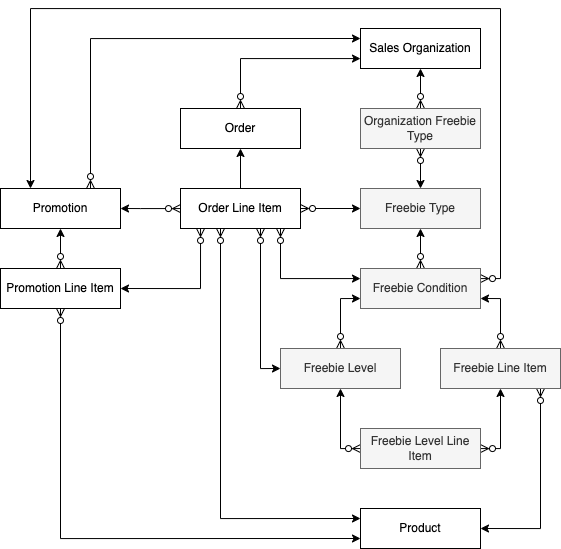 Sales Organization
Order
Organization Freebie
Type
Promotion
Order Line Item
Freebie Type
Promotion Line Item
Freebie Condition
Freebie Level
Freebie Line Item
Freebie Level Line
Item
Product